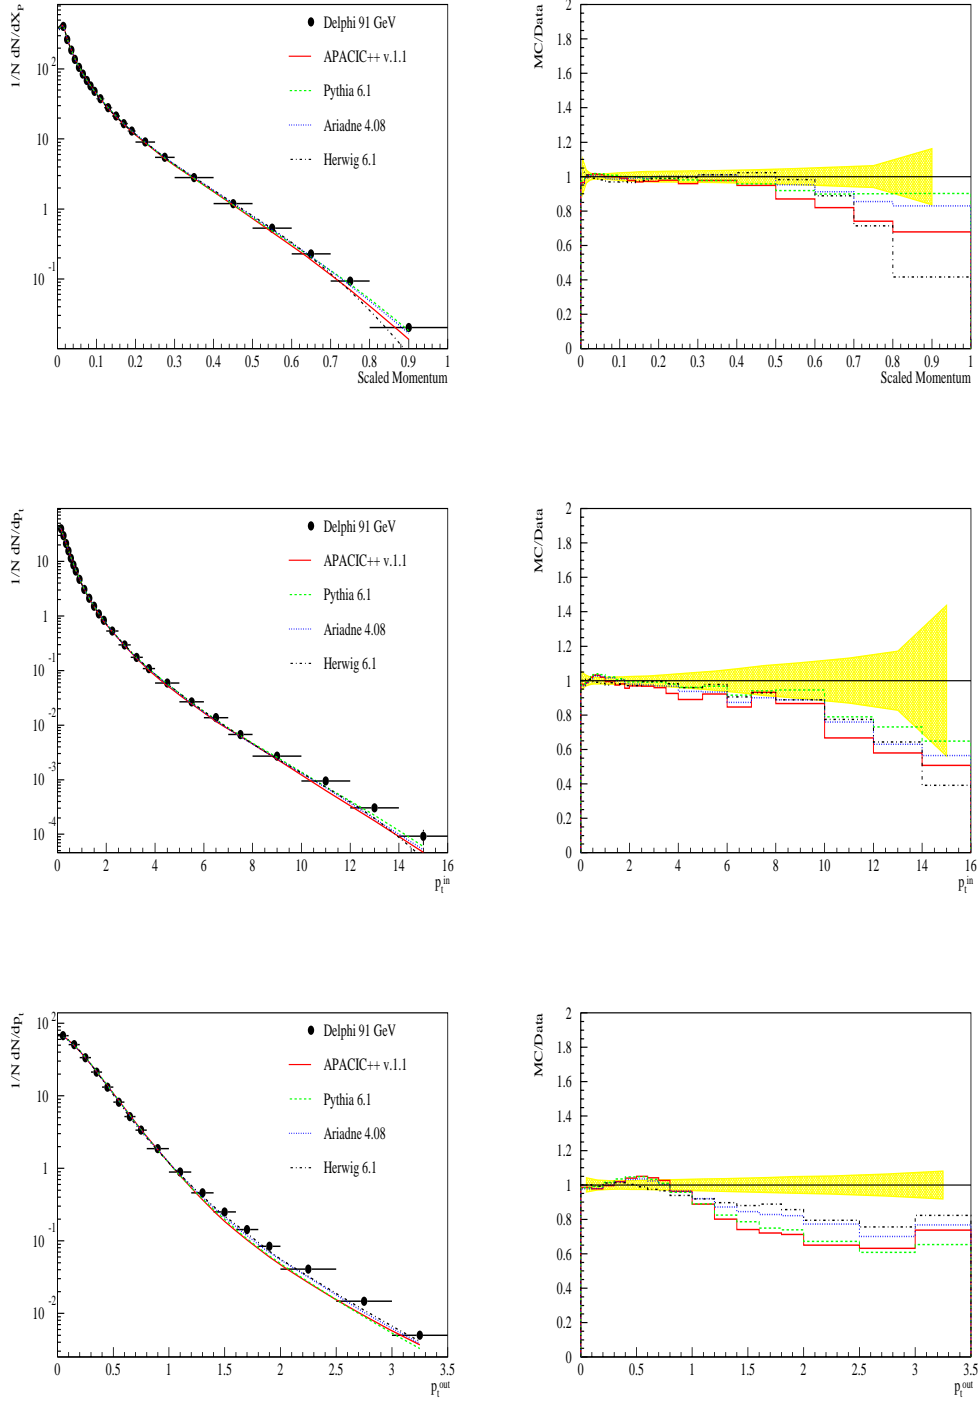 1/N dN/dXp
Delphi 91 GeV
APACIC++ v.1.1
Pythia 6.1
Ariadne 4.08
Herwig 6.1
10^2
10
1
10^-1
0 0.1 0.2 0.3 0.4 0.5 0.6 0.7 0.8 0.9 1
Scaled Momentum
MC/Data
2
1.8
1.6
1.4
1.2
1
0.8
0.6
0.4
0.2
0
0 0.1 0.2 0.3 0.4 0.5 0.6 0.7 0.8 0.9 1
Scaled Momentum
1/N dN/dp_t
Delphi 91 GeV
APACIC++ v.1.1
Pythia 6.1
Ariadne 4.08
Herwig 6.1
10
1
10^-1
10^-2
10^-3
10^-4
0 2 4 6 8 10 12 14 16
p_t^in
MC/Data
2
1.8
1.6
1.4
1.2
1
0.8
0.6
0.4
0.2
0
0 2 4 6 8 10 12 14 16
p_t^in
1/N dN/dp_t
Delphi 91 GeV
APACIC++ v.1.1
Pythia 6.1
Ariadne 4.08
Herwig 6.1
10^2
10
1
10^-1
10^-2
0 0.5 1 1.5 2 2.5 3 3.5
p_t^out
MC/Data
2
1.8
1.6
1.4
1.2
1
0.8
0.6
0.4
0.2
0
0 0.5 1 1.5 2 2.5 3 3.5
p_t^out